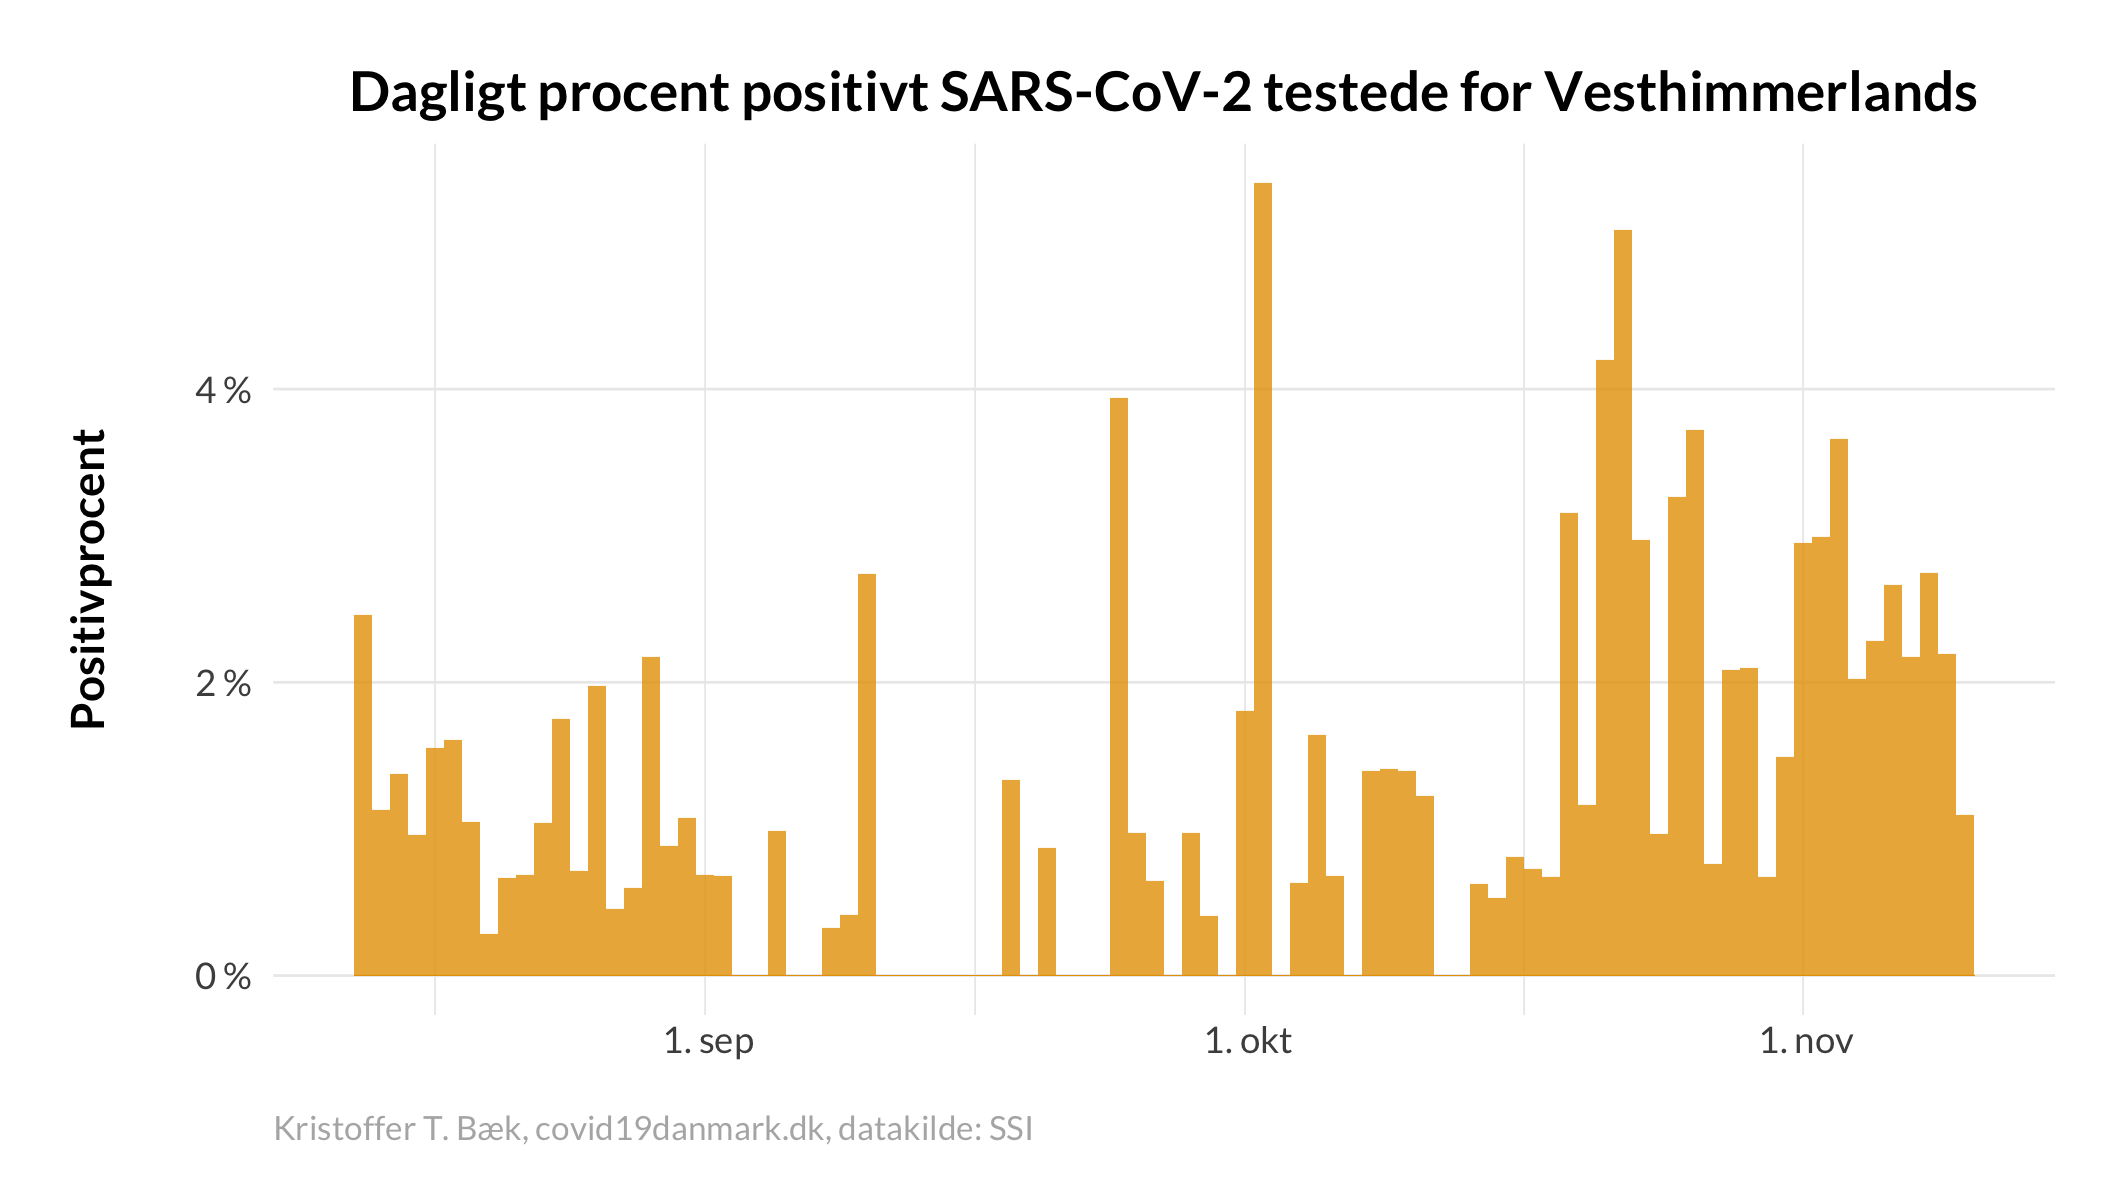 Dagligt procent positivt SARS-CoV-2 testede for Vesthimmerlands
Positivprocent
4 %
2 %
0 %
1. sep
1. okt
1. nov
Kristoffer T. Bæk, covid19danmark.dk, datakilde: SSI